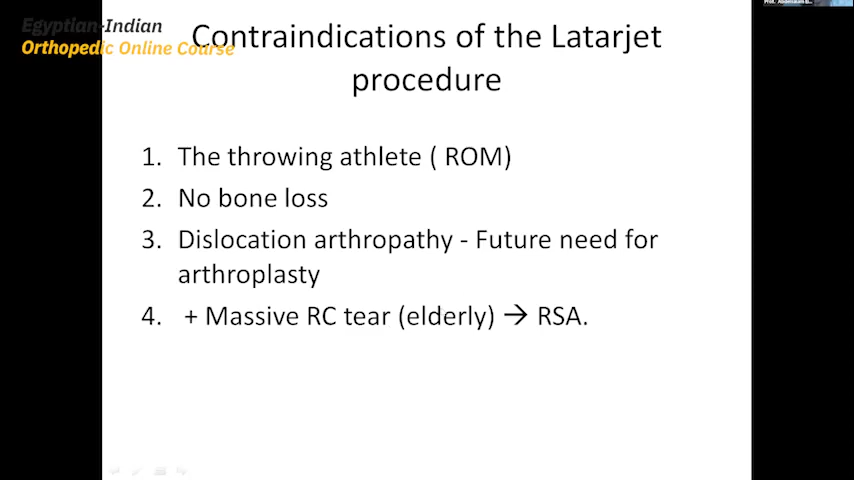 Egyptian-Indian
Orthopedic Online Course
Contraindications of the Latarjet
procedure
1. The throwing athlete ( ROM)
2. No bone loss
3. Dislocation arthropathy - Future need for
arthroplasty
4. + Massive RC tear (elderly) → RSA.